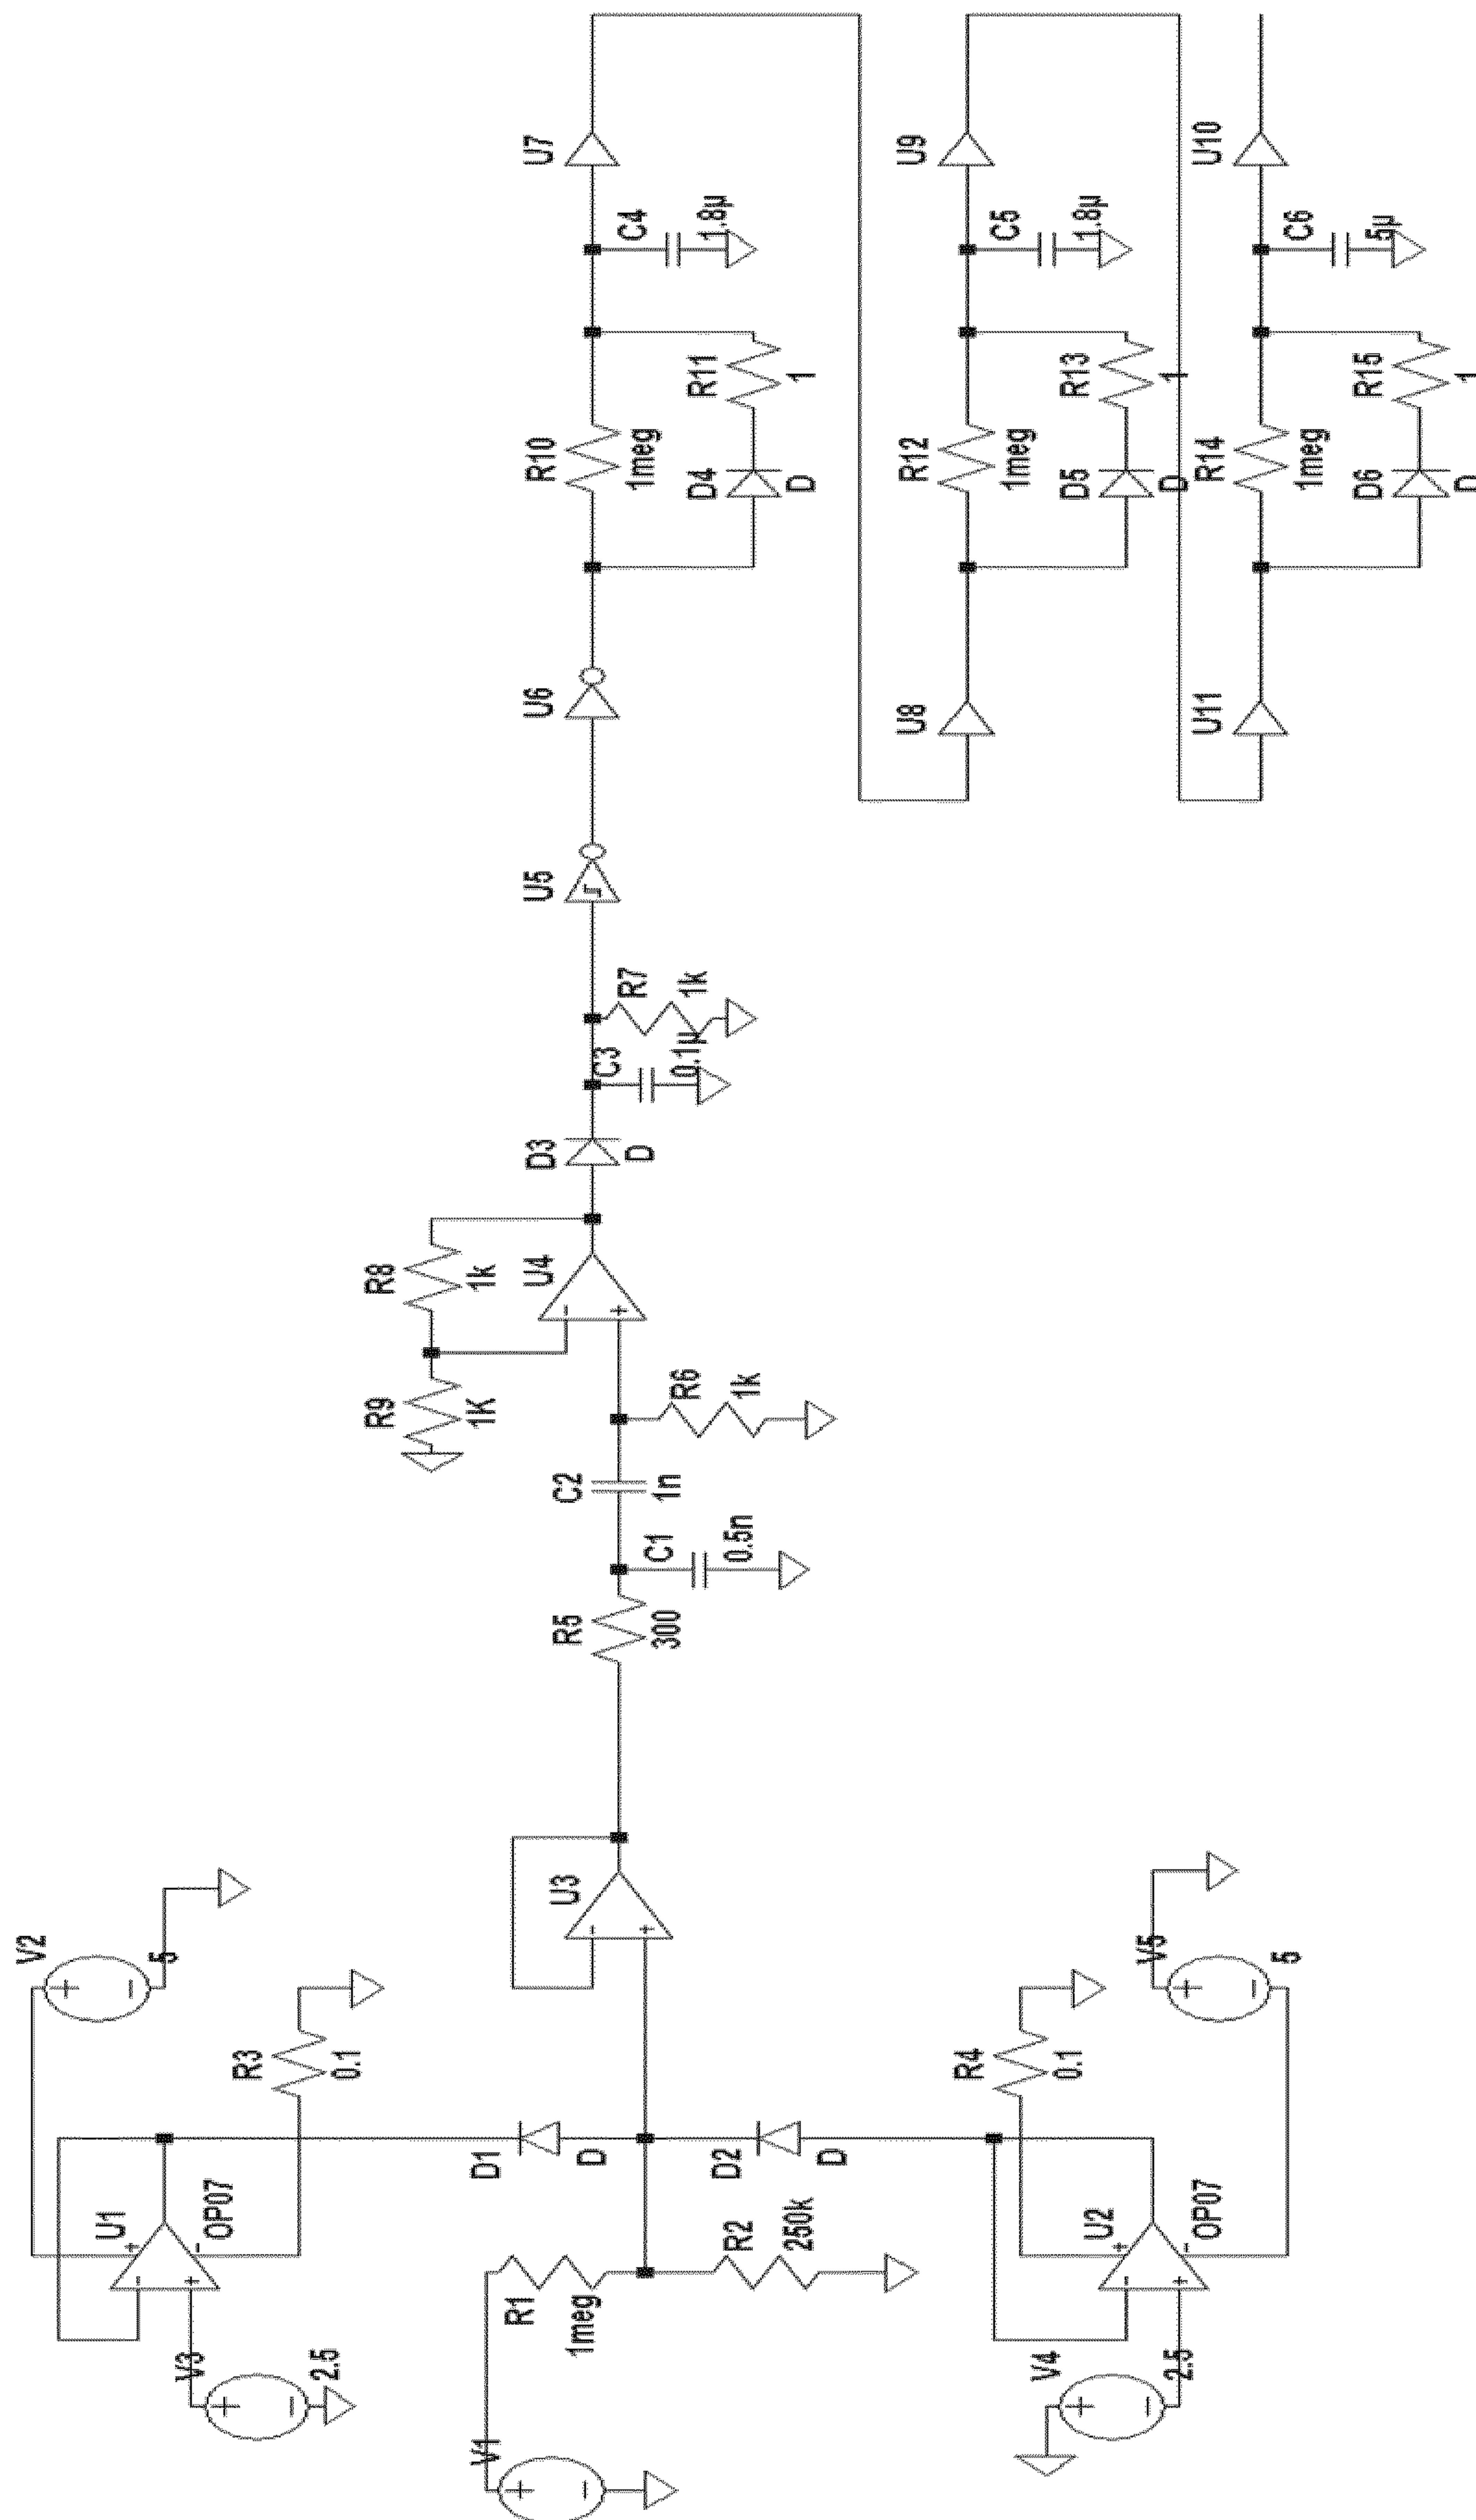 U7
C4
1.8µ
R10
1meg
R11
1
D4
D
U6
U5
U9
C5
1.8µ
R12
1meg
R13
1
D5
D
U8
U10
C6
5µ
R14
1meg
R15
1
D6
D
U11
R7
1k
C3
0.1µ
D3
D
R8
1k
U4
-
+
R9
1K
R6
1k
C2
1n
C1
0.5n
R5
300
U3
-
+
V2
+
-
5
R3
0.1
D1
D
D2
D
U1
OP07
+
-
-
+
V3
+
-
2.5
R1
1meg
R2
250k
V1
+
-
V5
+
-
5
R4
0.1
U2
OP07
+
-
-
+
V4
+
-
2.5